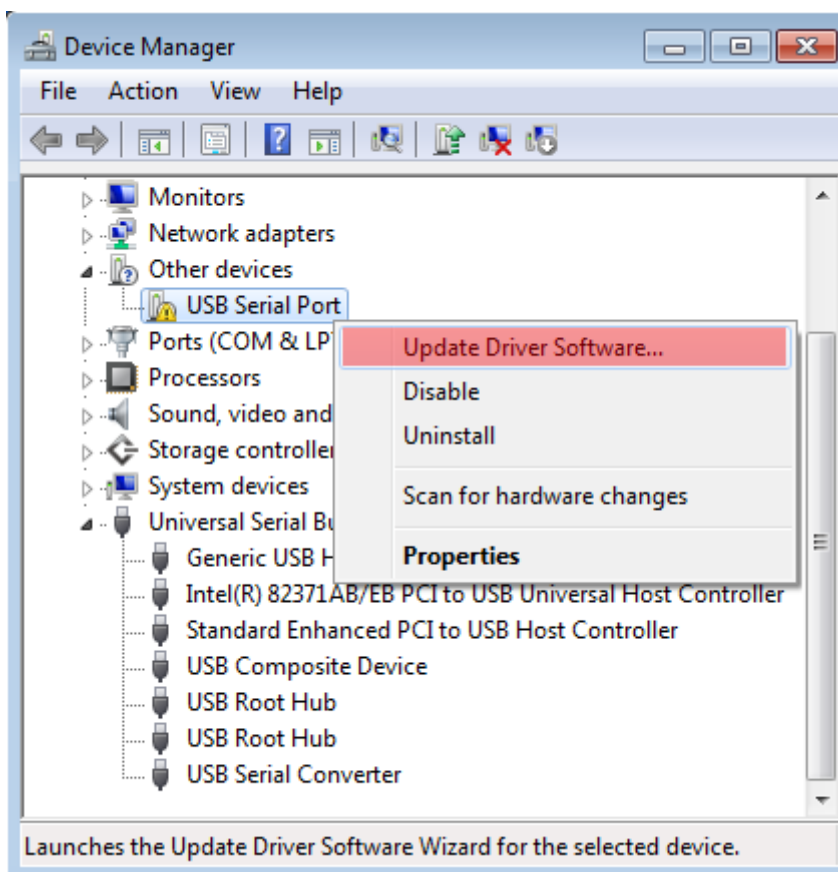 Device Manager
File Action View Help
Monitors
Network adapters
Other devices
USB Serial Port
Ports (COM & LP
Update Driver Software...
Processors
Disable
Sound, video and
Uninstall
Storage controller
System devices
Scan for hardware changes
Universal Serial Bu
Generic USB H
Properties
Intel(R) 82371AB/EB PCI to USB Universal Host Controller
Standard Enhanced PCI to USB Host Controller
USB Composite Device
USB Root Hub
USB Root Hub
USB Serial Converter
Launches the Update Driver Software Wizard for the selected device.